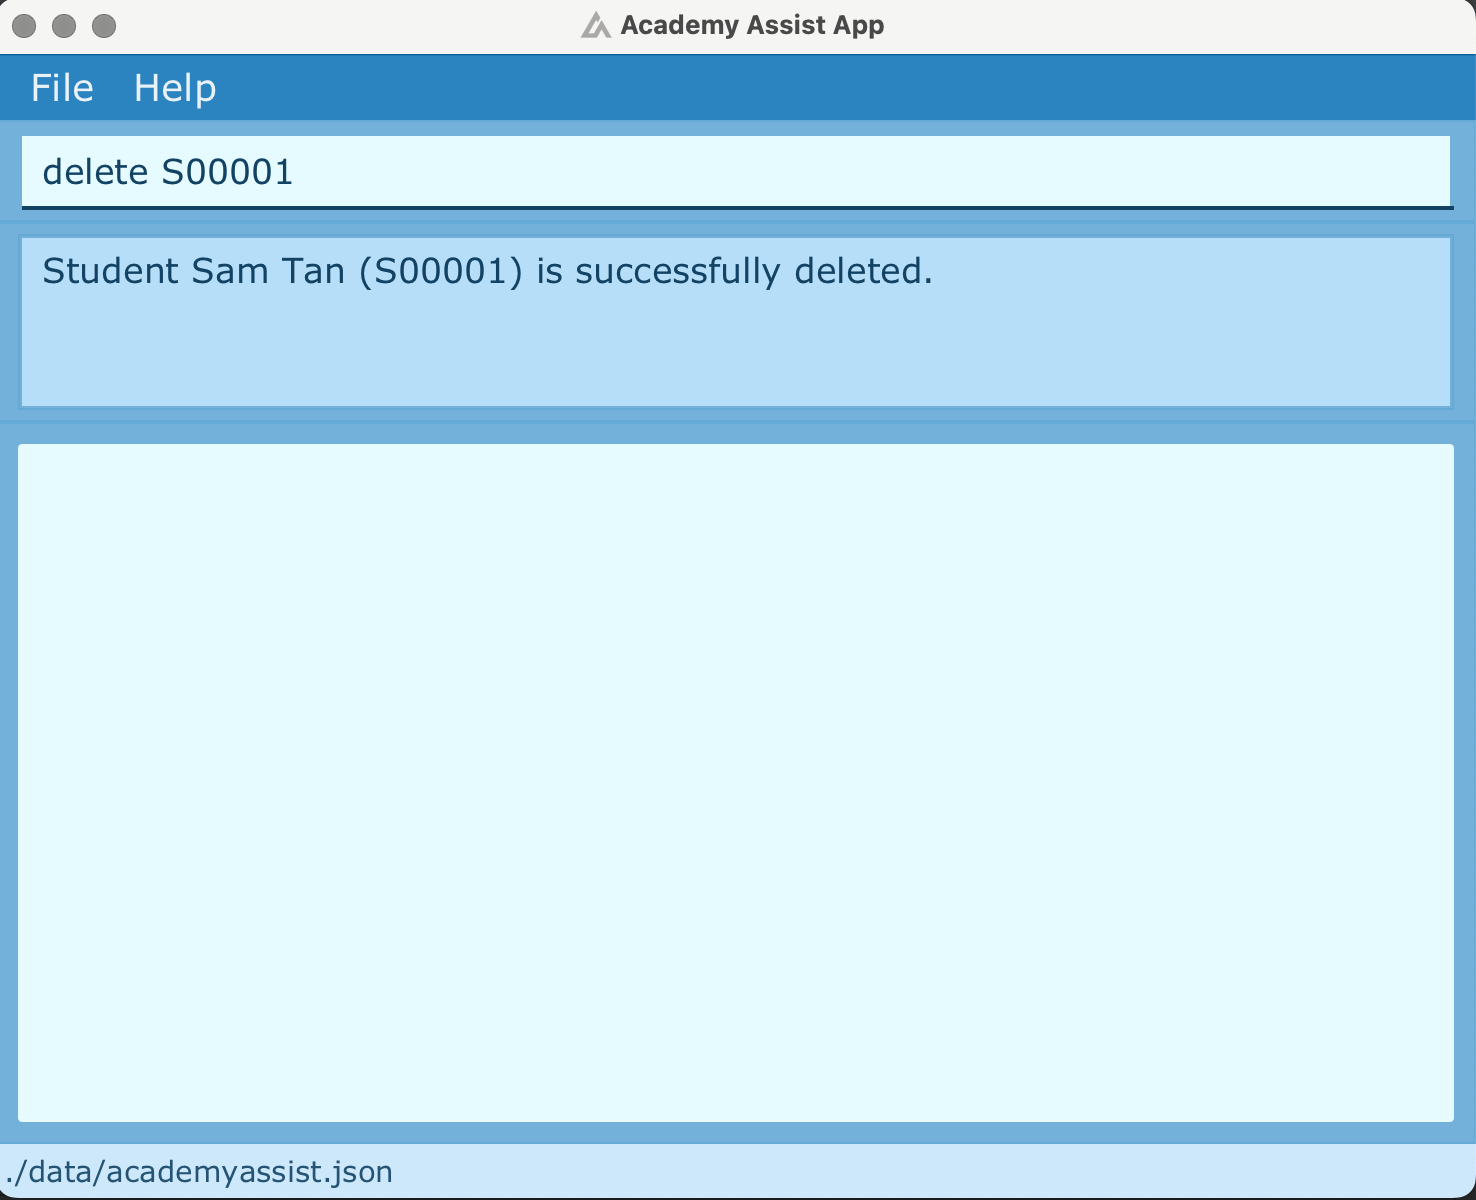 Academy Assist App
File Help
delete S00001
Student Sam Tan (S00001) is successfully deleted.
./data/academyassist.json